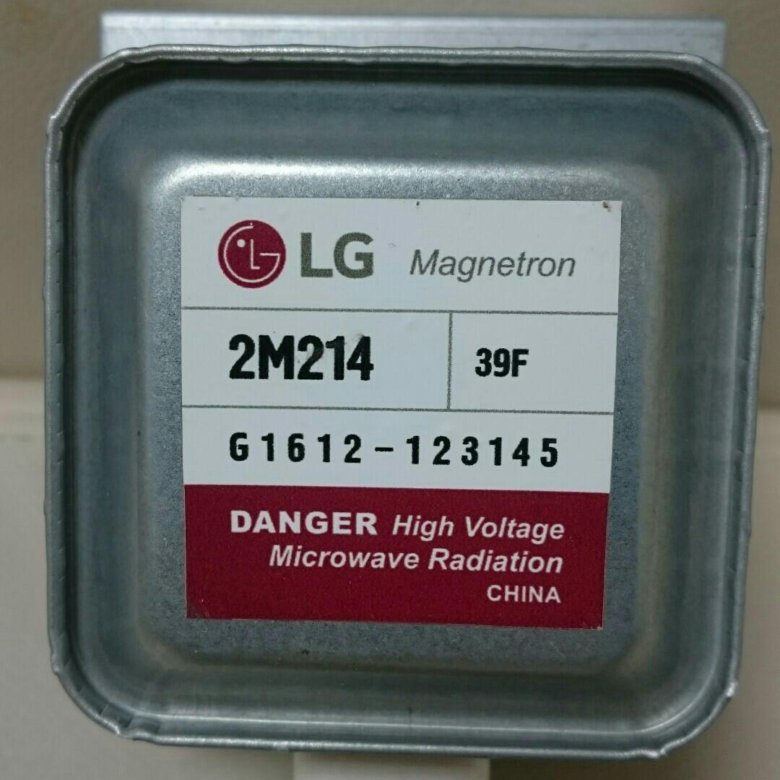 LG Magnetron
2M214 39F
G1612-123145
DANGER High Voltage
Microwave Radiation
CHINA